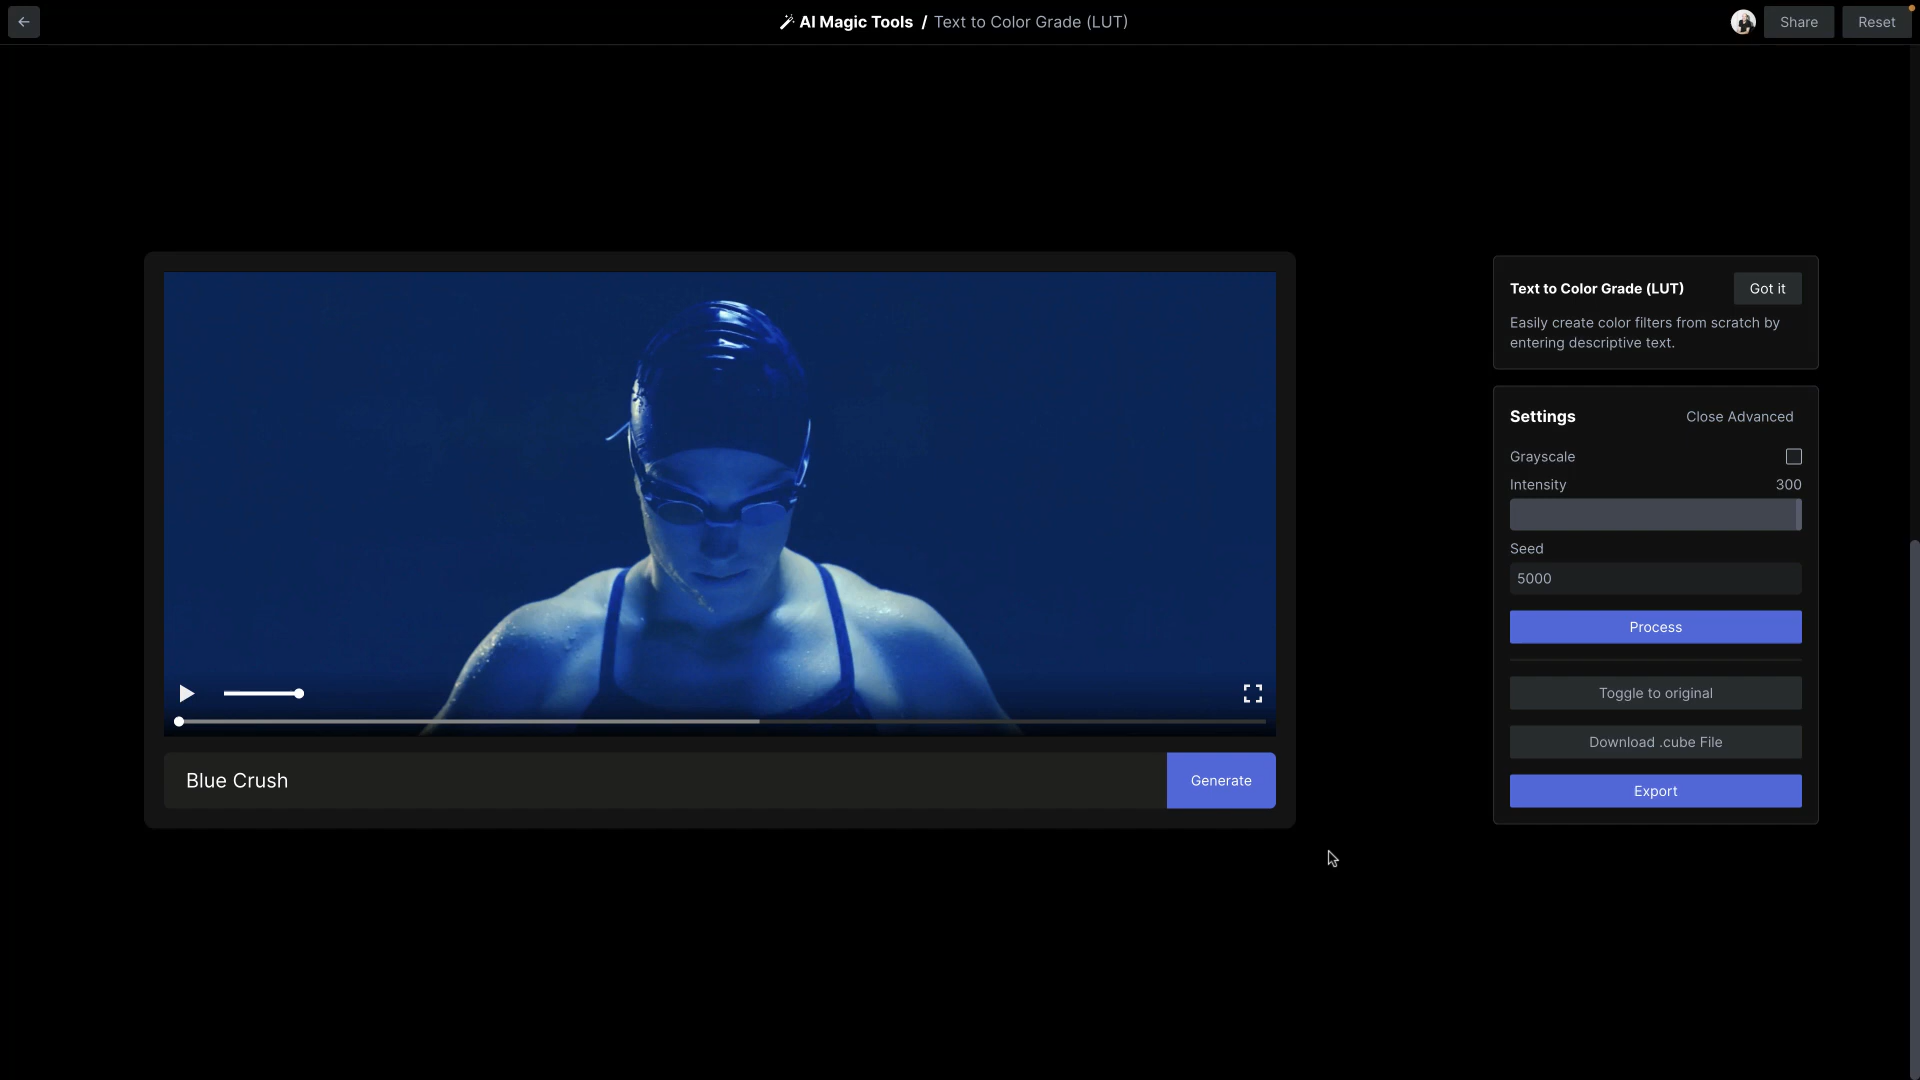 AI Magic Tools / Text to Color Grade (LUT)
Share
Reset
Text to Color Grade (LUT)
Got it
Easily create color filters from scratch by
entering descriptive text.
Settings
Close Advanced
Grayscale
Intensity
300
Seed
5000
Process
Toggle to original
Download .cube File
Export
Blue Crush
Generate